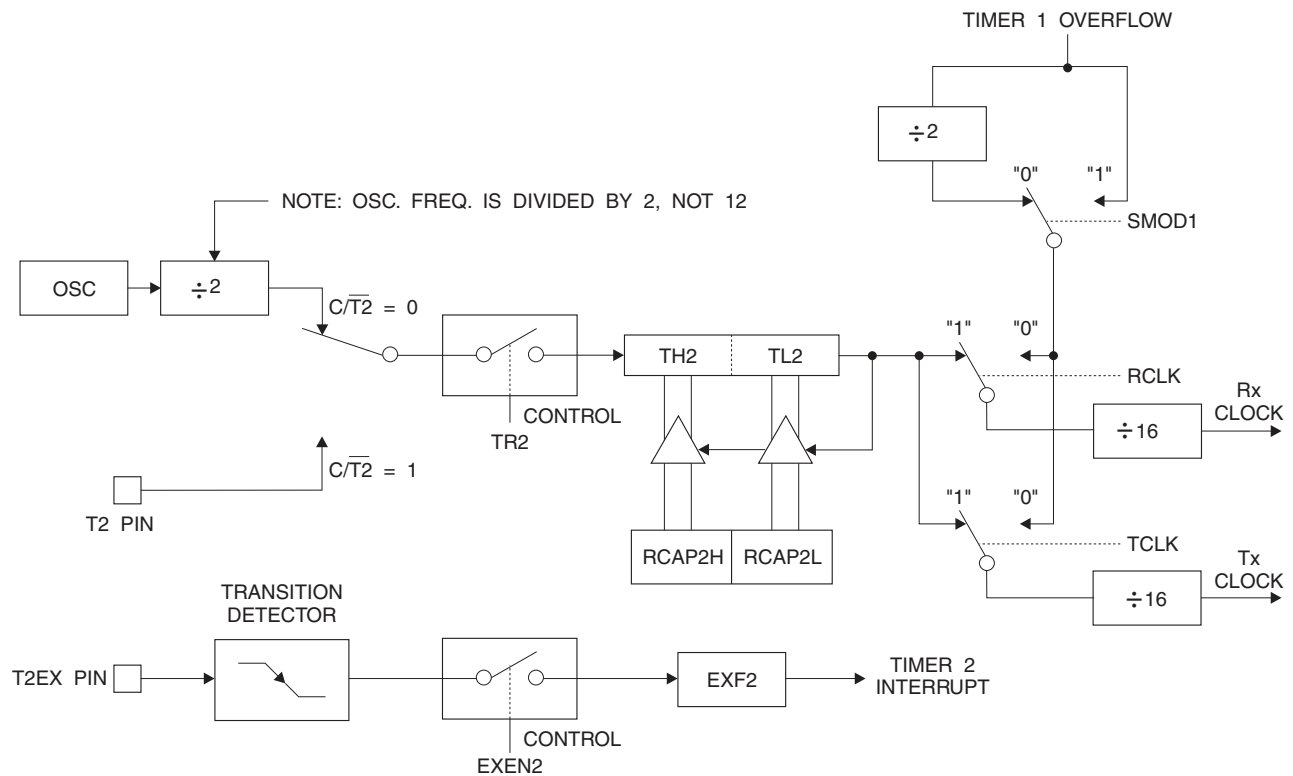 TIMER 1 OVERFLOW
÷2
"0" "1"
NOTE: OSC. FREQ. IS DIVIDED BY 2, NOT 12
SMOD1
OSC
÷2
C/T2̅ = 0
"1" "0"
TH2 TL2
RCLK
Rx
CLOCK
CONTROL
÷16
TR2
C/T2̅ = 1
"1" "0"
T2 PIN
TCLK
RCAP2H RCAP2L
Tx
CLOCK
TRANSITION
DETECTOR
÷16
T2EX PIN
EXF2
TIMER 2
INTERRUPT
CONTROL
EXEN2